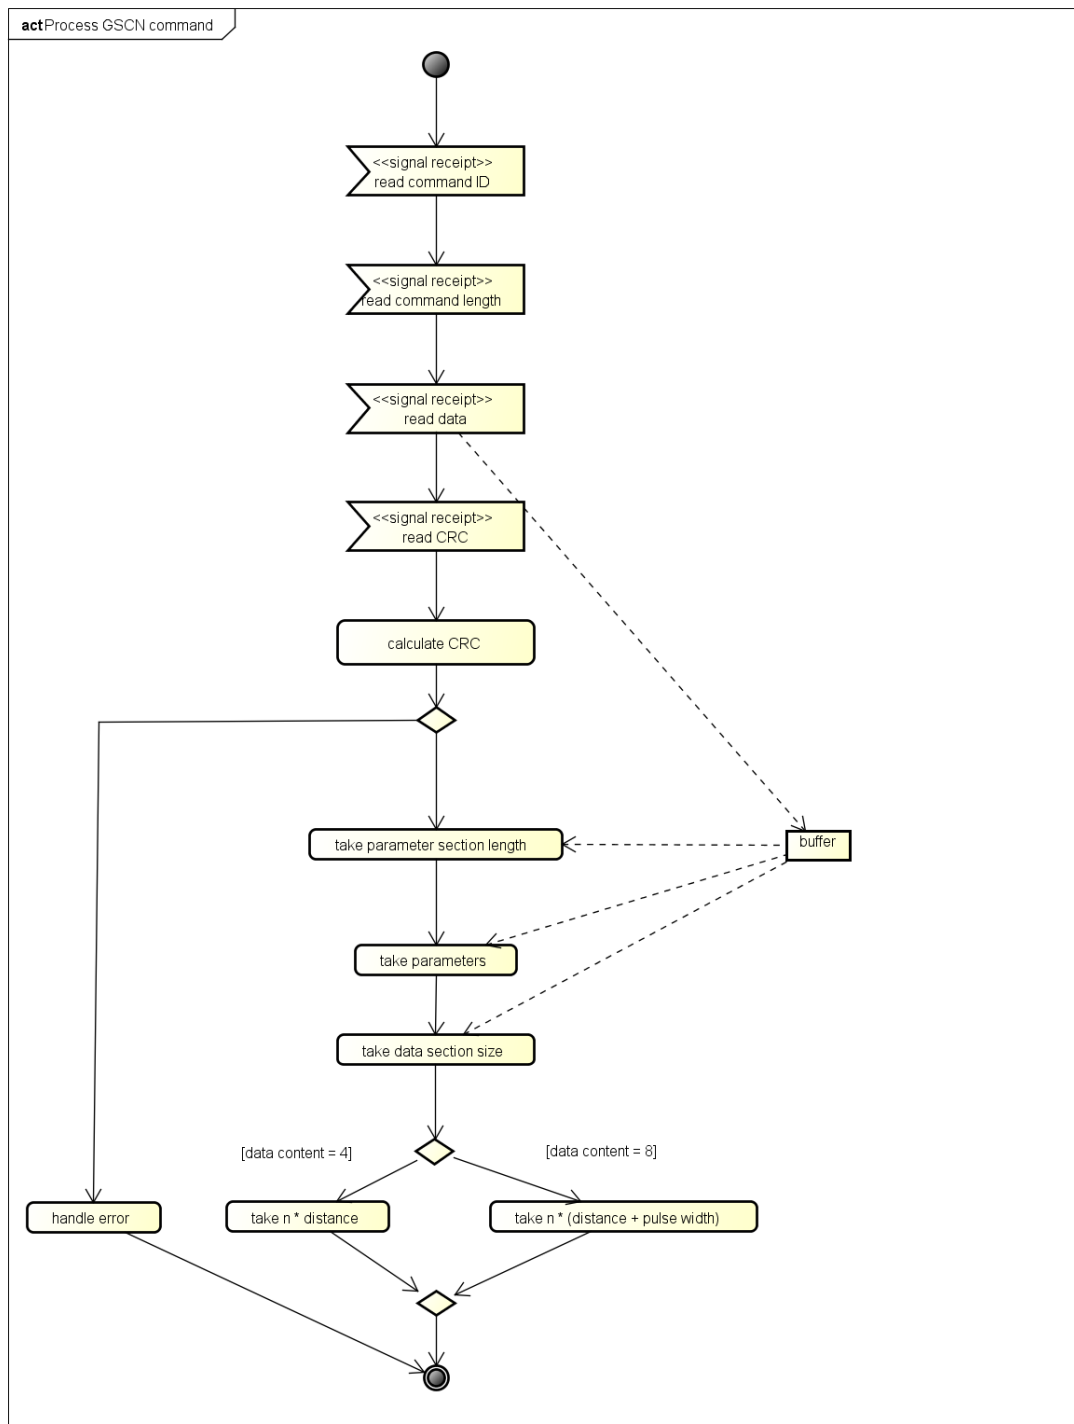 act Process GSCN command
<<signal receipt>>
read command ID
<<signal receipt>>
read command length
<<signal receipt>>
read data
<<signal receipt>>
read CRC
calculate CRC
take parameter section length
buffer
take parameters
take data section size
[data content = 4]
[data content = 8]
handle error
take n * distance
take n * (distance + pulse width)